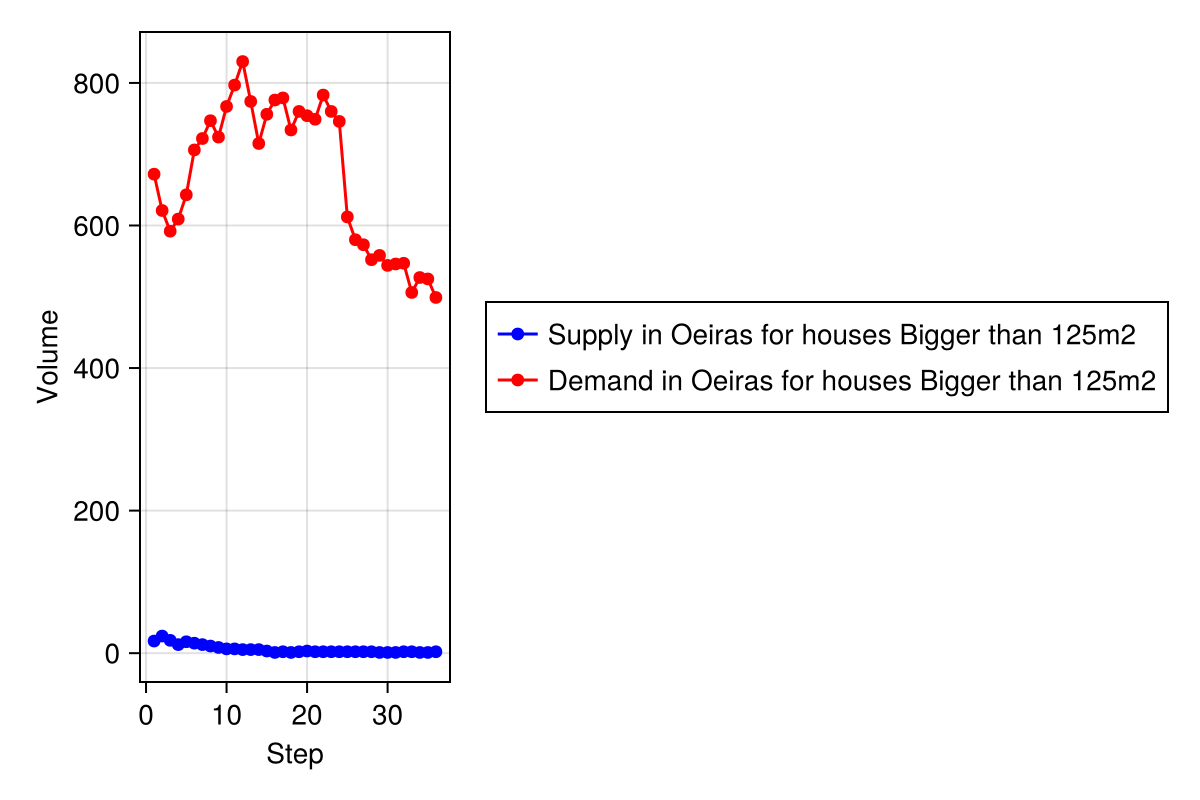 800
600
400
200
0
Volume
0 10 20 30
Step
Supply in Oeiras for houses Bigger than 125m2
Demand in Oeiras for houses Bigger than 125m2